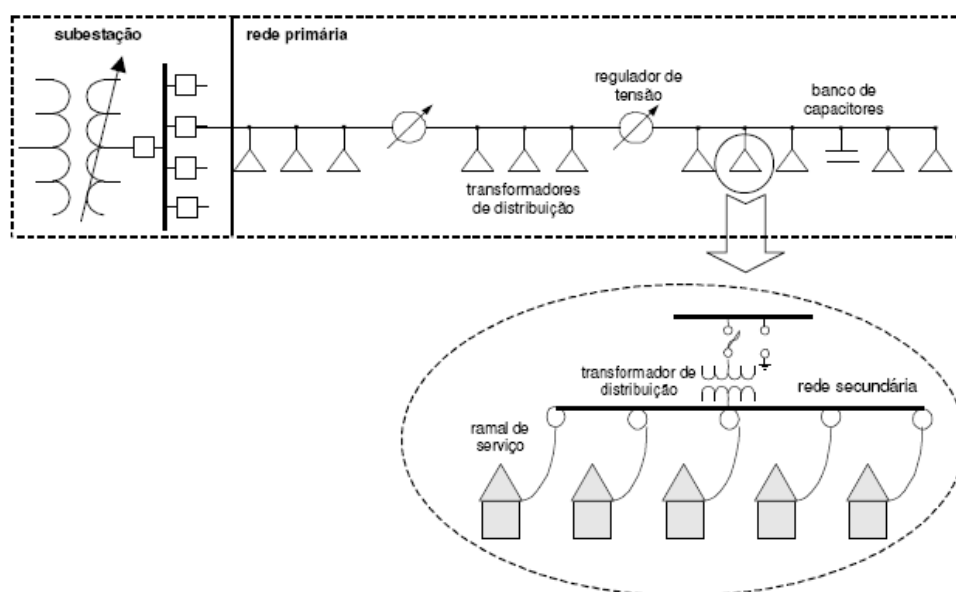 subestação
rede primária
regulador de
tensão
banco de
capacitores
transformadores
de distribuição
transformador de
distribuição
rede secundária
ramal de
serviço